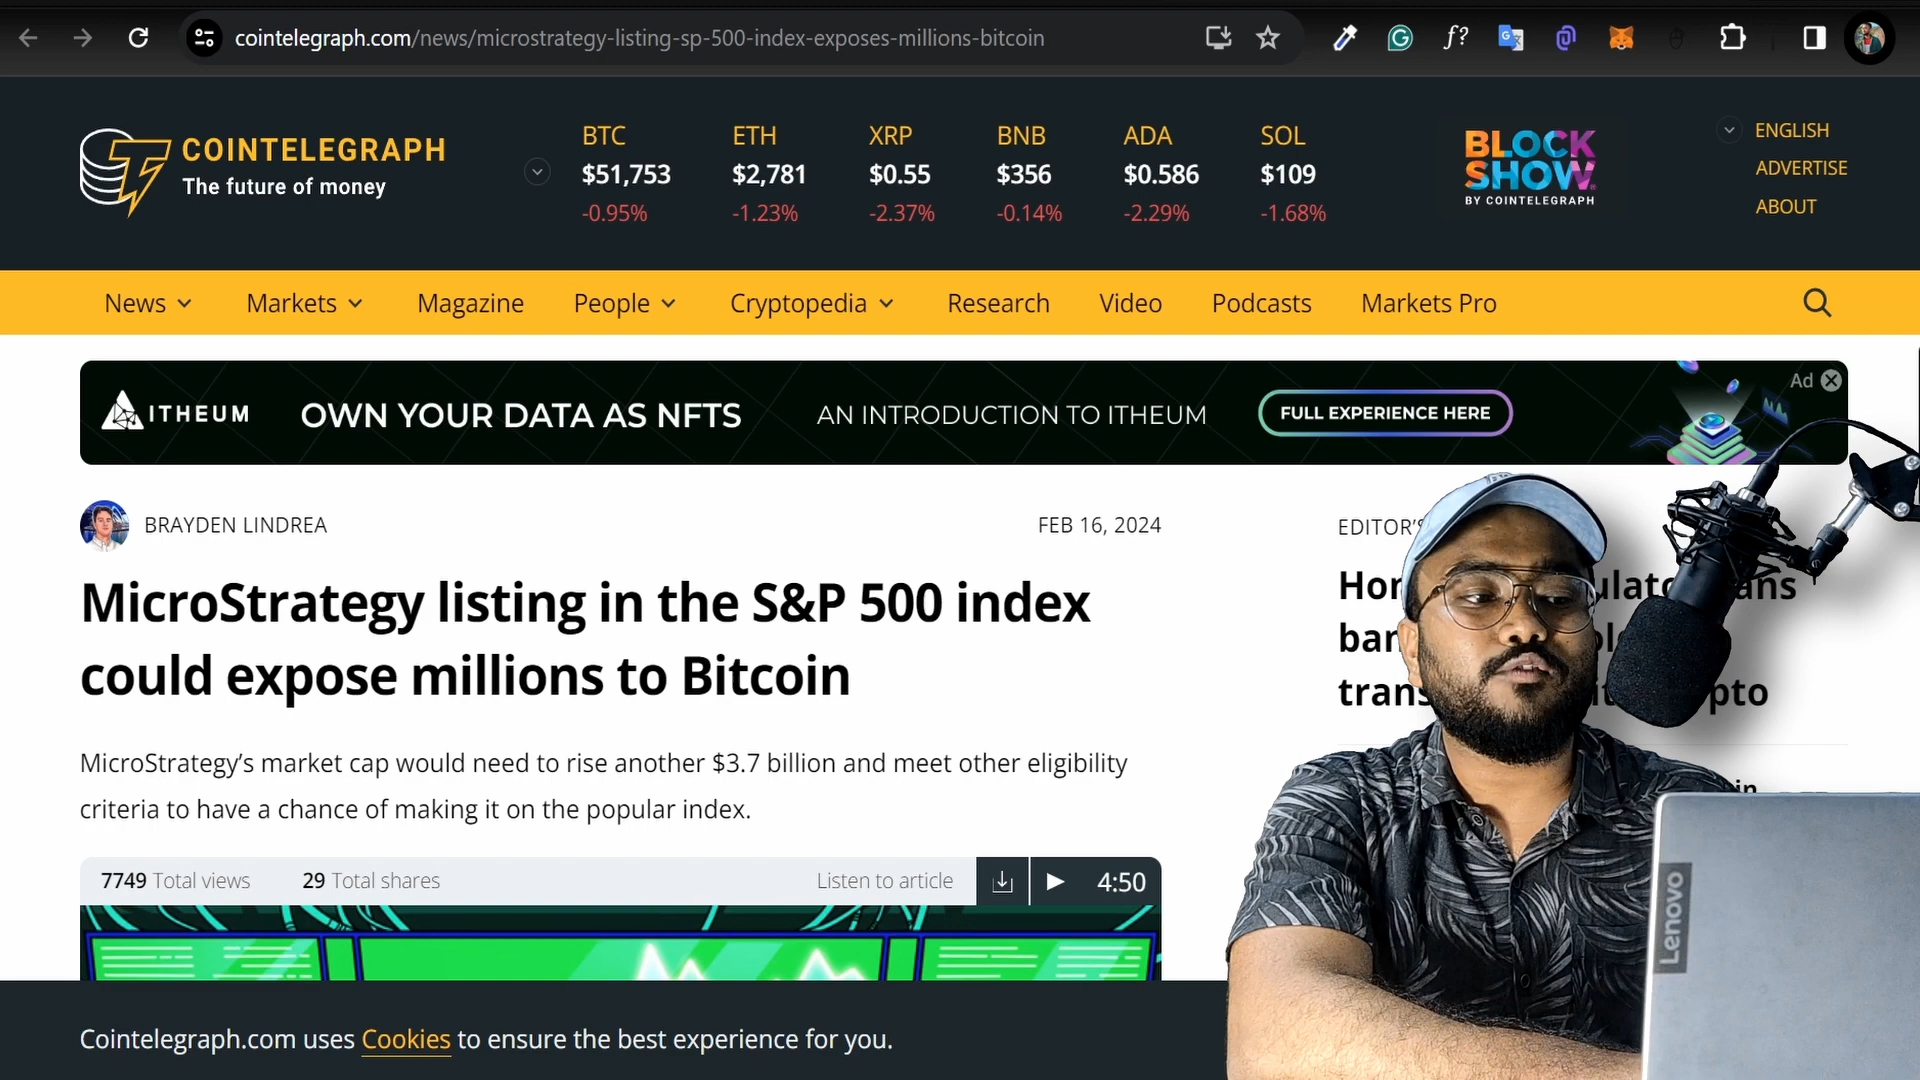 cointelegraph.com/news/microstrategy-listing-sp-500-index-exposes-millions-bitcoin
f?
COINTELEGRAPH
The future of money
BTC ETH XRP BNB ADA SOL
$51,753 $2,781 $0.55 $356 $0.586 $109
-0.95% -1.23% -2.37% -0.14% -2.29% -1.68%
BLOCK
SHOW
BY COINTELEGRAPH
ENGLISH
ADVERTISE
ABOUT
News Markets Magazine People Cryptopedia Research Video Podcasts Markets Pro
ITHEUM OWN YOUR DATA AS NFTS AN INTRODUCTION TO ITHEUM FULL EXPERIENCE HERE Ad
BRAYDEN LINDREA FEB 16, 2024
MicroStrategy listing in the S&P 500 index
could expose millions to Bitcoin
MicroStrategy's market cap would need to rise another $3.7 billion and meet other eligibility
criteria to have a chance of making it on the popular index.
7749 Total views 29 Total shares Listen to article 4:50
EDITOR'S
Lenovo
Cointelegraph.com uses Cookies to ensure the best experience for you.